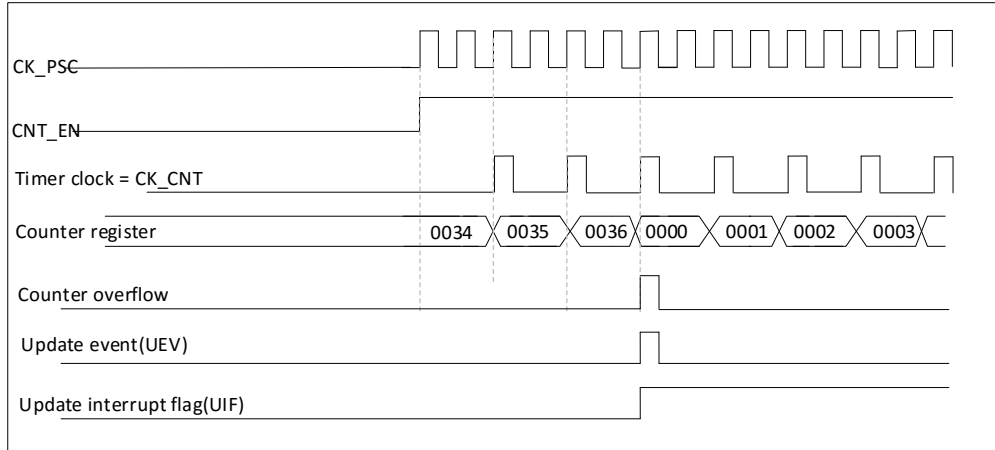 CK_PSC
CNT_EN
Timer clock = CK_CNT
Counter register
0034 0035 0036 0000 0001 0002 0003
Counter overflow
Update event(UEV)
Update interrupt flag(UIF)